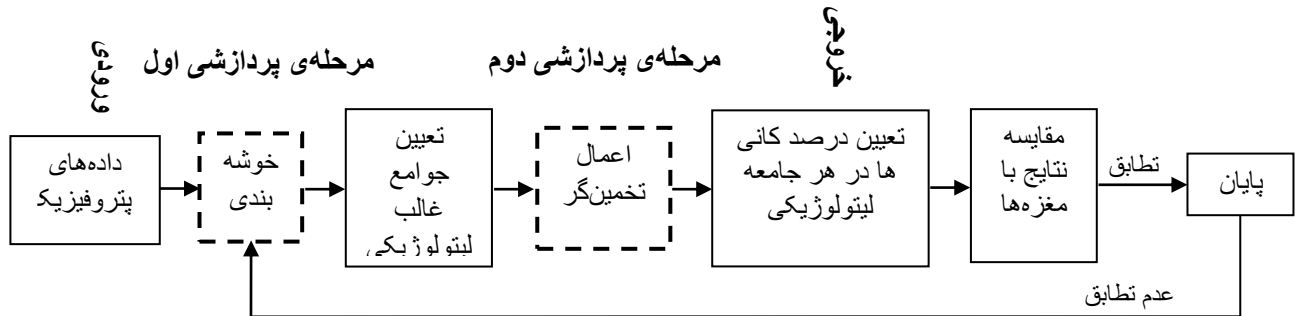 ورودی
مرحله‌ی پردازشی اول
مرحله‌ی پردازشی دوم
خروجی
داده‌های
پتروفیزیک
خوشه
بندی
تعیین
جوامع
غالب
لیتولوژیکی
اعمال
تخمین‌گر
تعیین درصد کانی
ها در هر جامعه
لیتولوژیکی
مقایسه
نتایج با
مغزه‌ها
تطابق
پایان
عدم تطابق